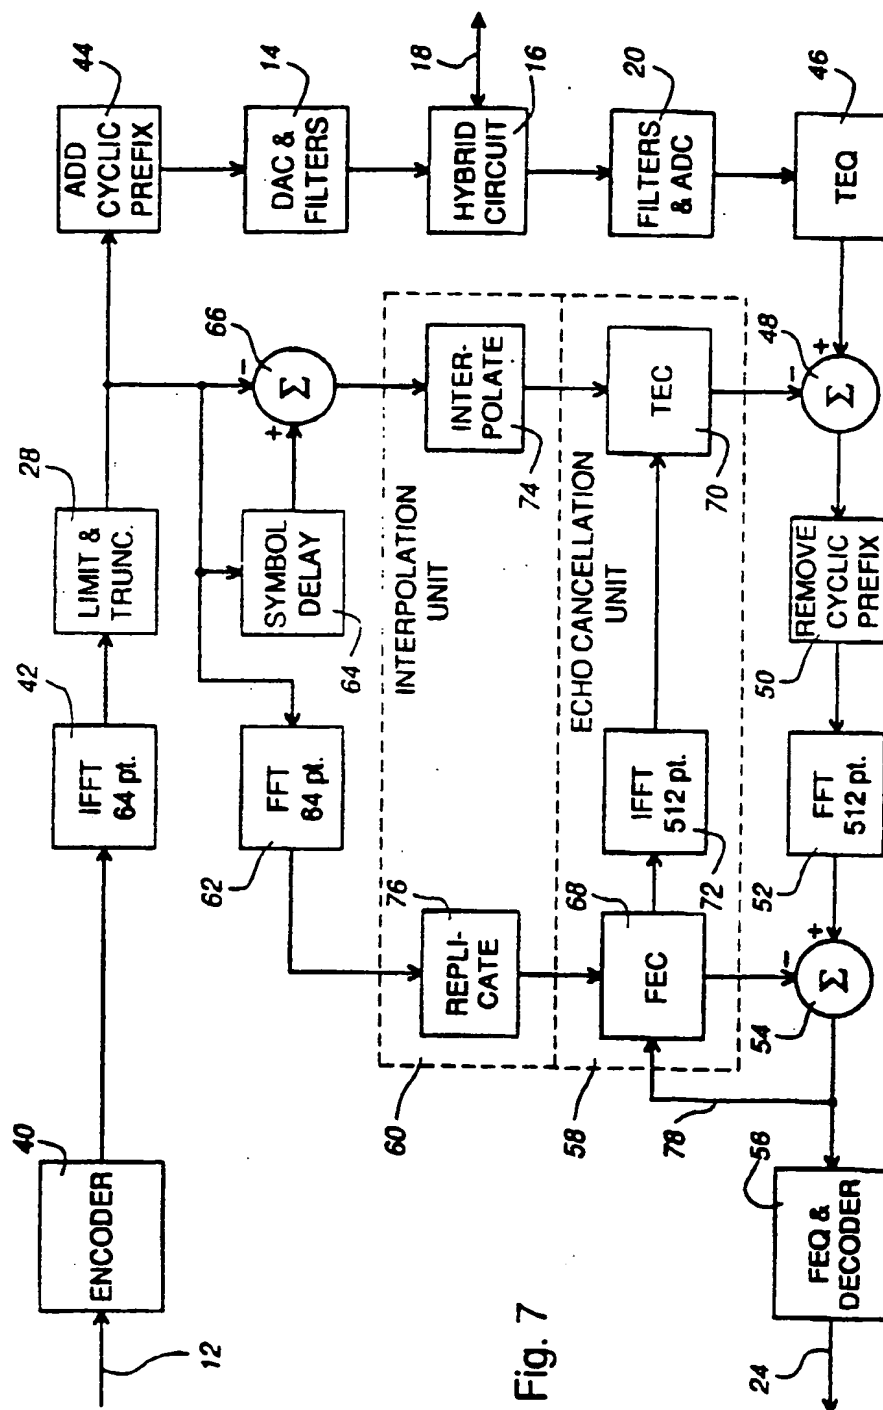 12
40
ENCODER
42
IFFT
64 pt.
28
LIMIT &
TRUNC.
44
ADD
CYCLIC
PREFIX
14
DAC &
FILTERS
18
HYBRID
CIRCUIT
16
20
FILTERS
& ADC
46
TEQ
62
FFT
64 pt.
64
SYMBOL
DELAY
66
Σ
+
-
60
INTERPOLATION
UNIT
76
REPLI-
CATE
INTER-
POLATE
74
58
ECHO CANCELLATION
UNIT
68
FEC
IFFT
512 pt.
72
TEC
70
78
48
Σ
+
-
REMOVE
CYCLIC
PREFIX
50
FFT
512 pt.
52
Σ
+
-
54
56
FEQ &
DECODER
24
Fig. 7